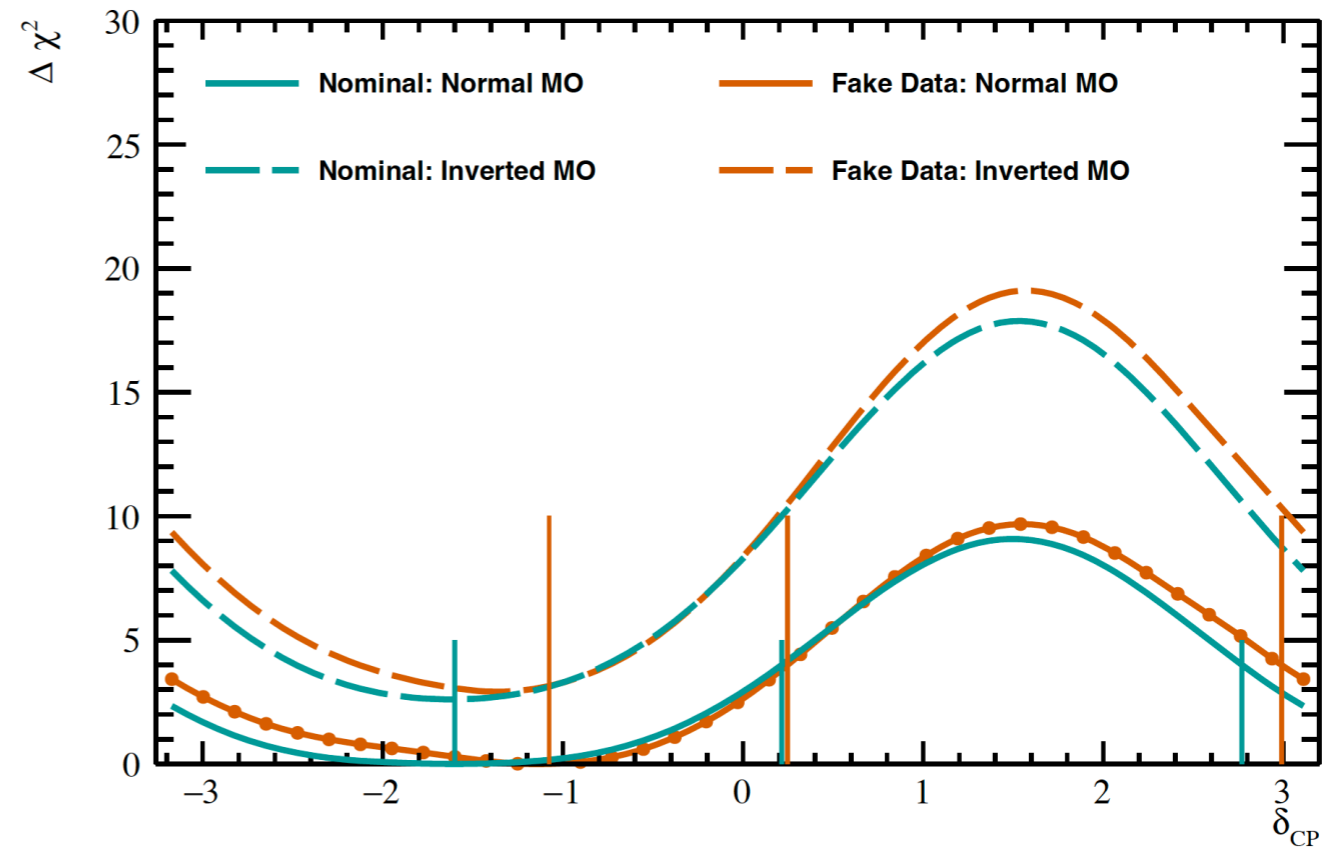 Δ χ²
30
25
20
15
10
5
0
Nominal: Normal MO
Fake Data: Normal MO
Nominal: Inverted MO
Fake Data: Inverted MO
−3
−2
−1
0
1
2
3
δCP